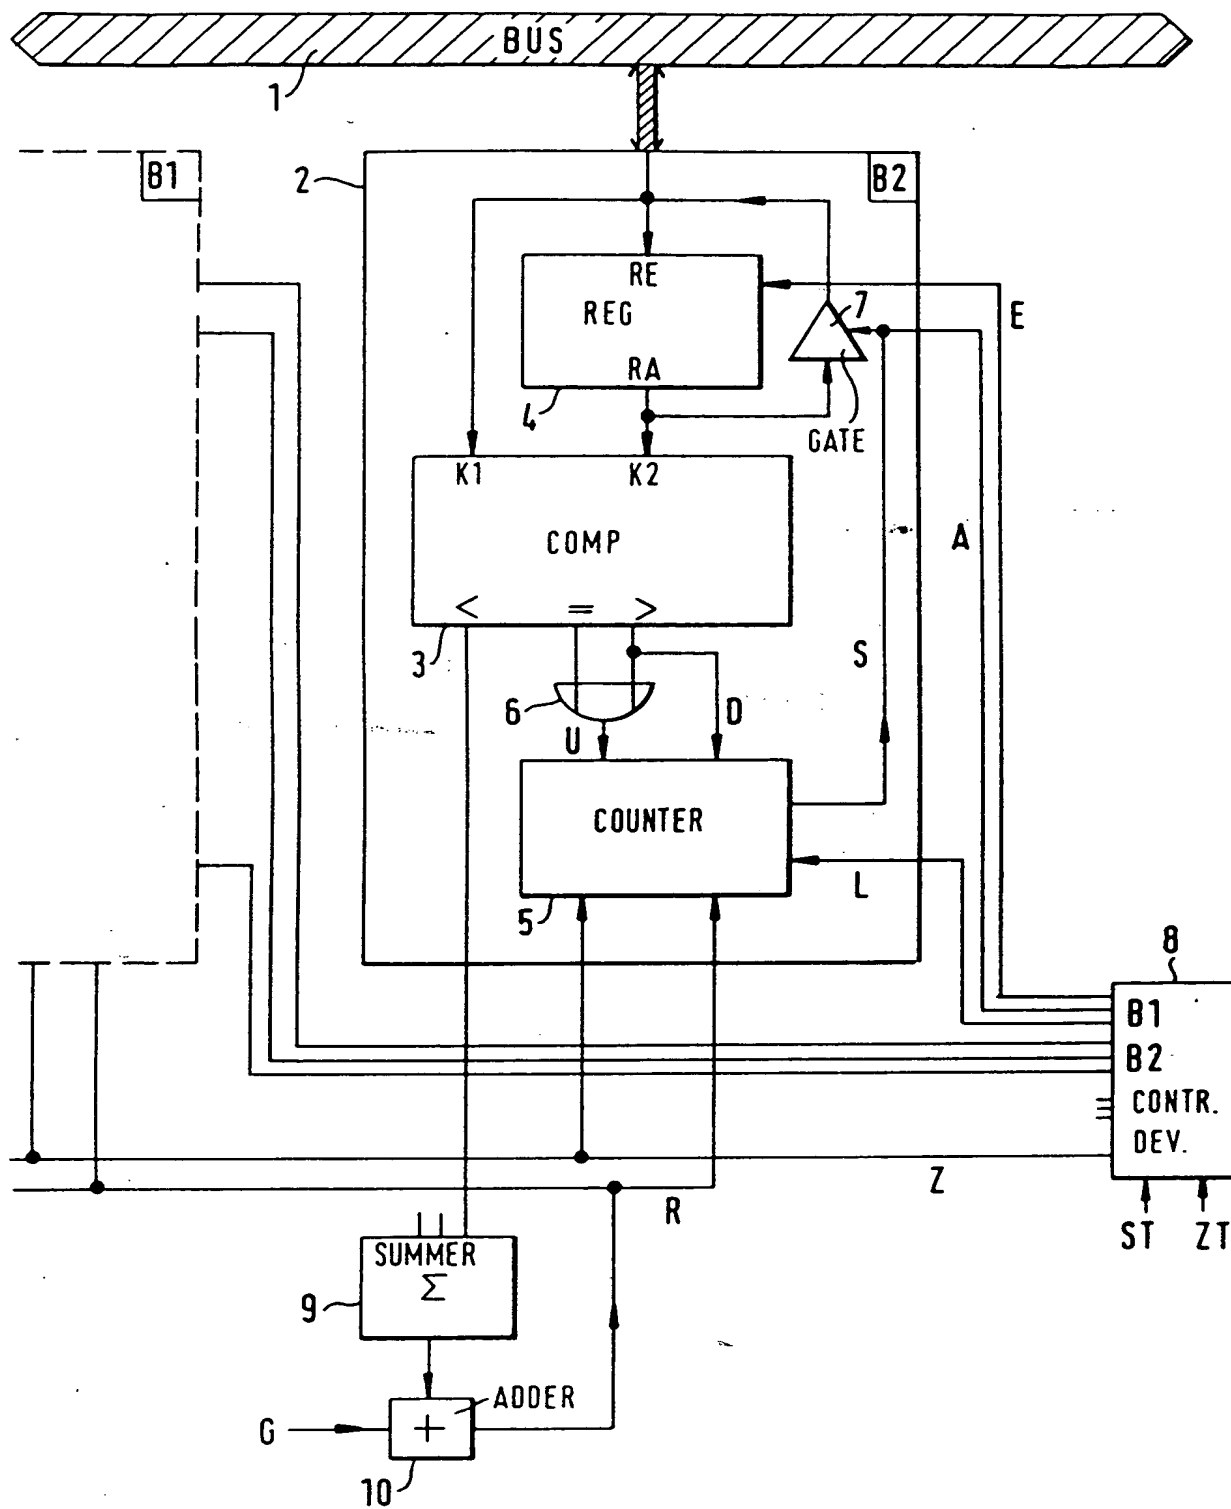 BUS
1
B1
2
B2
RE
REG
RA
4
7
GATE
E
K1 K2
COMP
< = >
3
A
S
6
U
D
COUNTER
5
L
8
B1
B2
CONTR.
DEV.
Z
R
ST ZT
SUMMER
Σ
9
ADDER
G
+
10